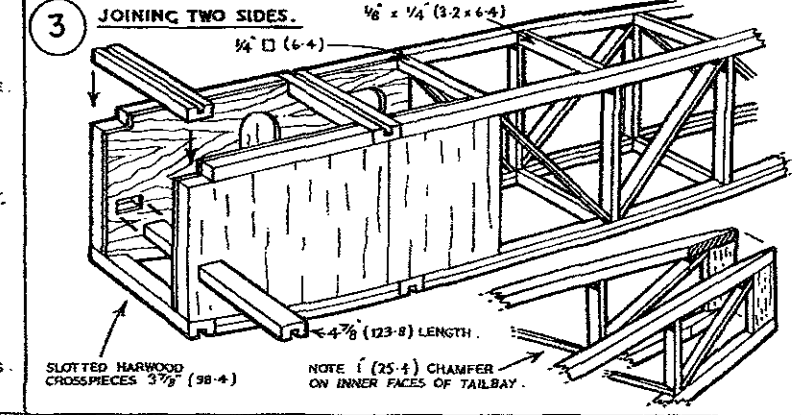 3 JOINING TWO SIDES.
1/8" x 1/4" (3·2 x 6·4)
1/4" □ (6·4)
4 7/8" (123·8) LENGTH.
SLOTTED HARWOOD
CROSSPIECES 3 7/8" (98·4)
NOTE 1" (25·4) CHAMFER
ON INNER FACES OF TAILBAY.